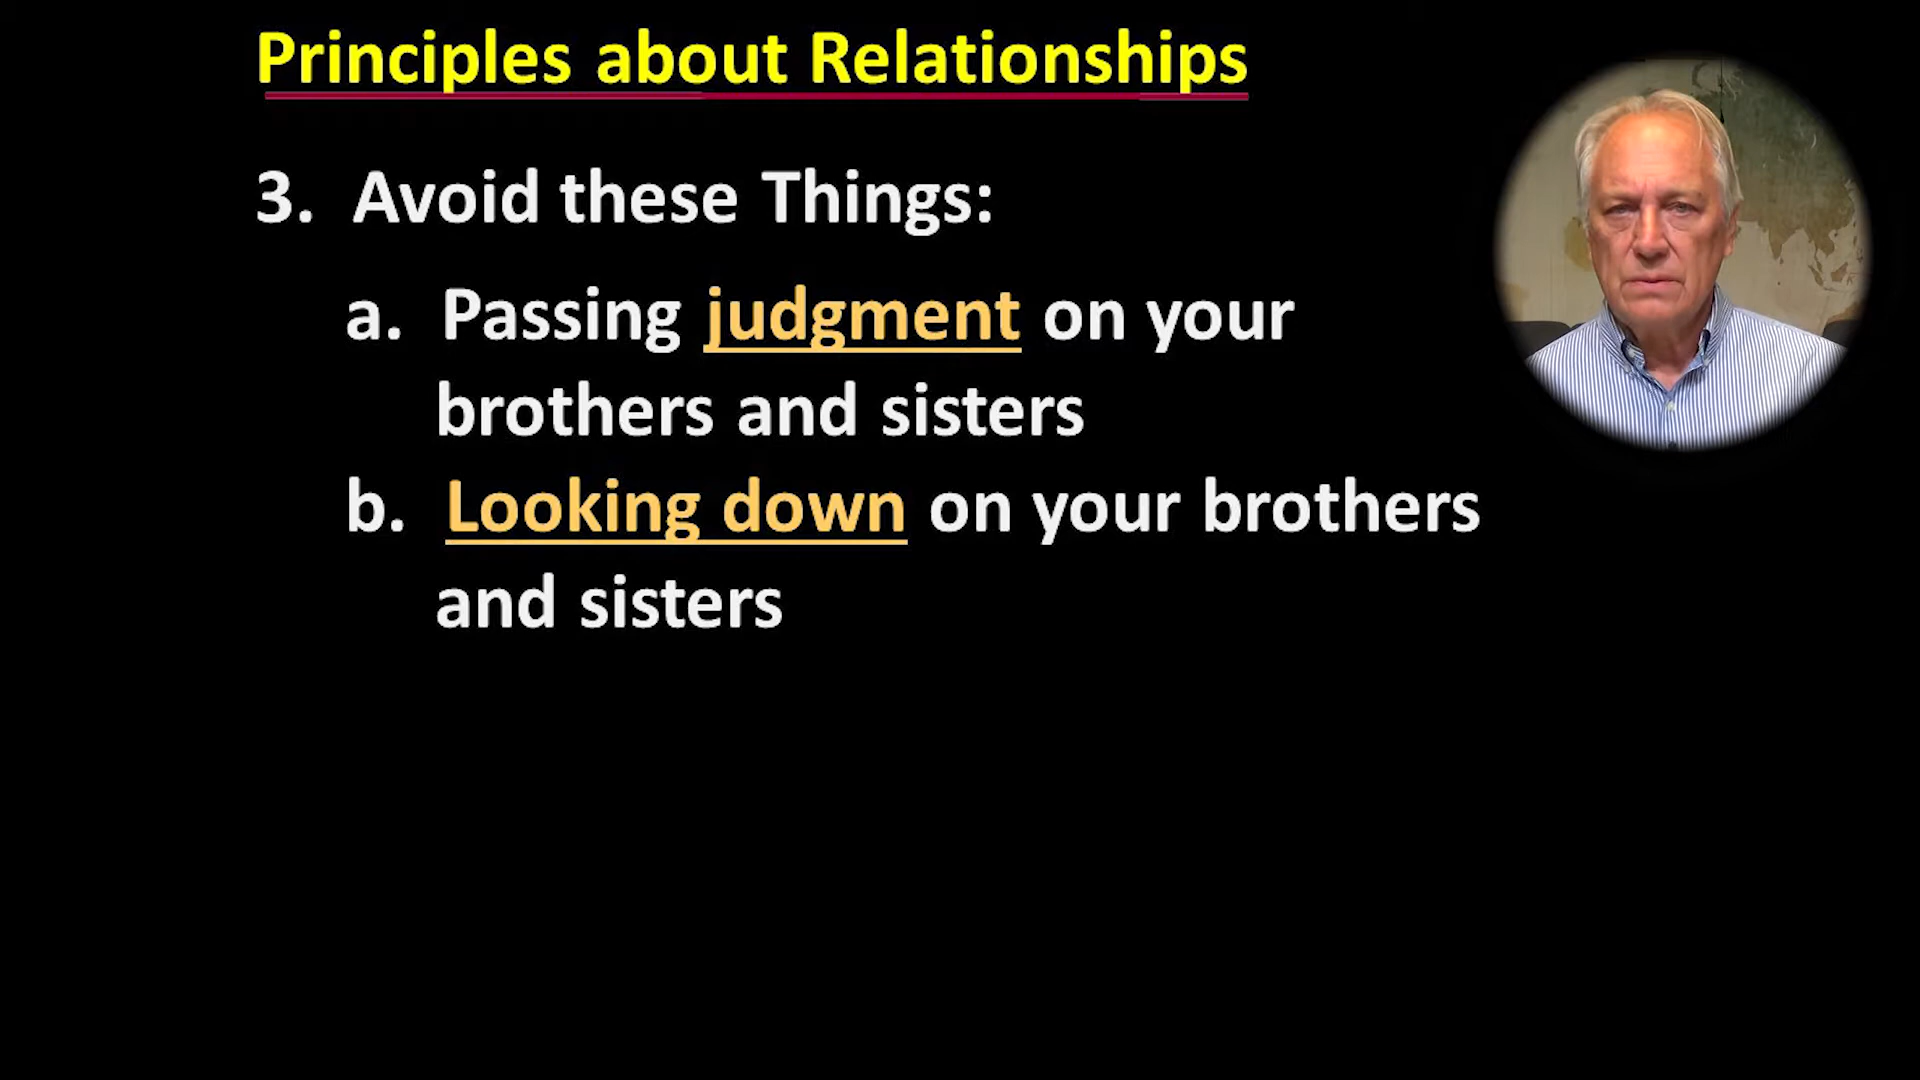 Principles about Relationships
3. Avoid these Things:
a. Passing judgment on your
brothers and sisters
b. Looking down on your brothers
and sisters